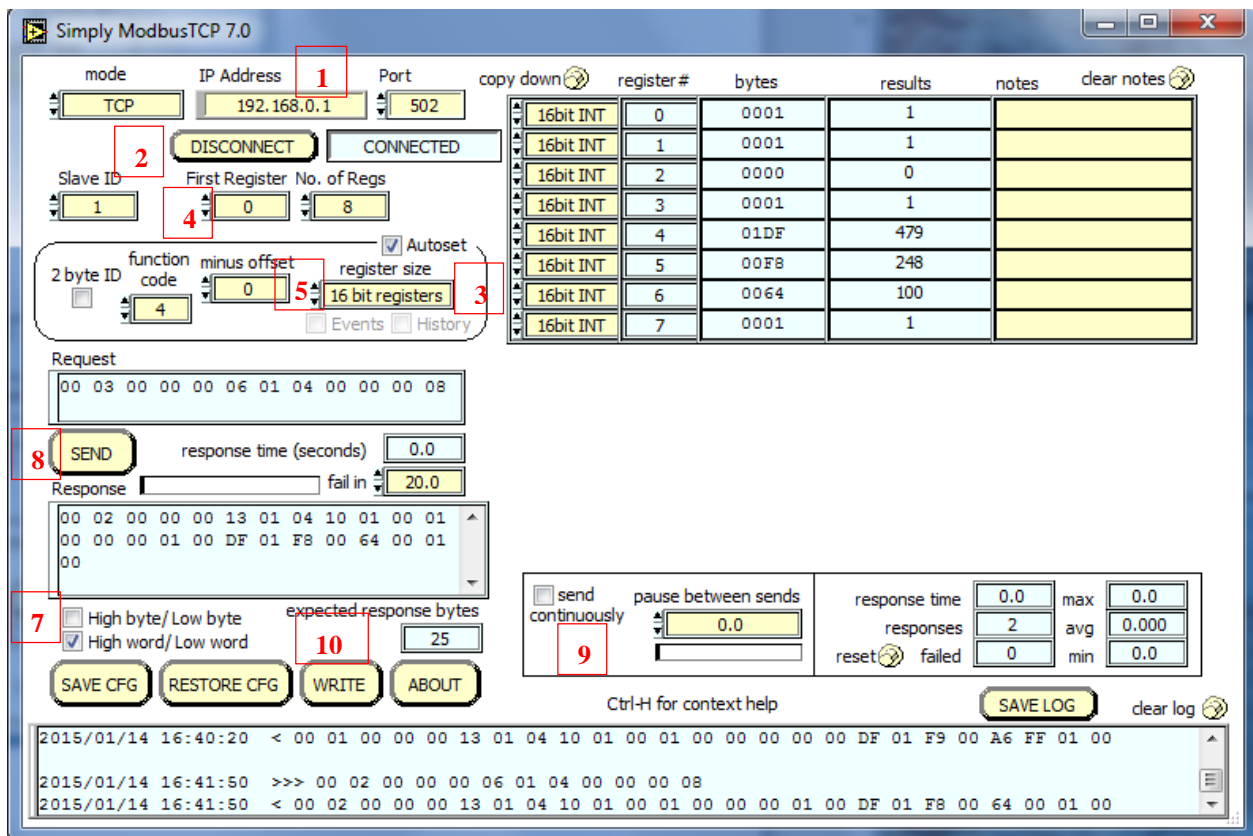 Simply ModbusTCP 7.0
mode IP Address 1 Port copy down register # bytes results notes clear notes
TCP 192.168.0.1 502
16bit INT 0 0001 1
2 DISCONNECT CONNECTED
16bit INT 1 0001 1
16bit INT 2 0000 0
Slave ID First Register No. of Regs
1 4 0 8
16bit INT 3 0001 1
16bit INT 4 01DF 479
Autoset
2 byte ID function code minus offset register size
16bit INT 5 00F8 248
4 0 5 16 bit registers 3
16bit INT 6 0064 100
Events History
16bit INT 7 0001 1
Request
00 03 00 00 00 06 01 04 00 00 00 08
8 SEND response time (seconds) 0.0
Response fail in 20.0
00 02 00 00 00 13 01 04 10 01 00 01
00 00 00 01 00 DF 01 F8 00 64 00 01
00
7 High byte/ Low byte expected response bytes
High word/ Low word 10 25
SAVE CFG RESTORE CFG WRITE ABOUT
send continuously pause between sends
0.0
9
response time 0.0 max 0.0
responses 2 avg 0.000
reset failed 0 min 0.0
Ctrl-H for context help SAVE LOG clear log
2015/01/14 16:40:20 < 00 01 00 00 00 13 01 04 10 01 00 01 00 00 00 00 00 DF 01 F9 00 A6 FF 01 00
2015/01/14 16:41:50 >>> 00 02 00 00 00 06 01 04 00 00 00 08
2015/01/14 16:41:50 < 00 02 00 00 00 13 01 04 10 01 00 01 00 00 00 01 00 DF 01 F8 00 64 00 01 00